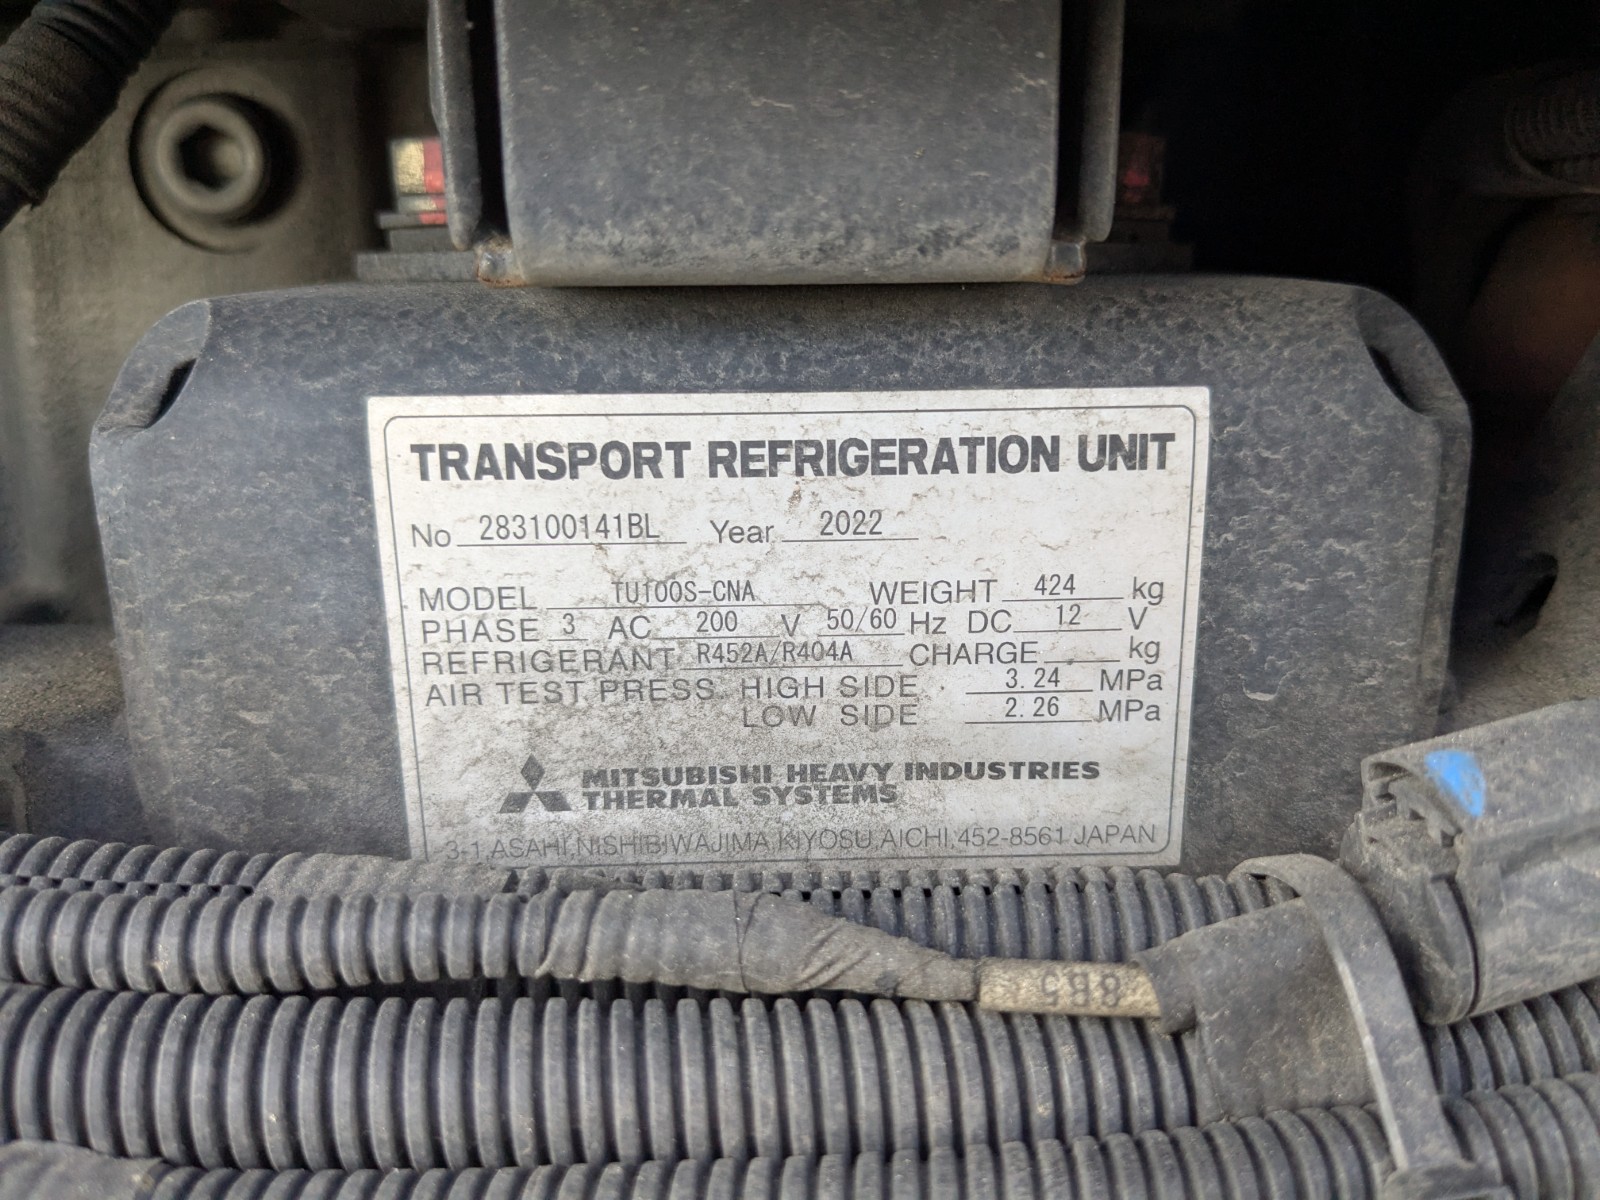 TRANSPORT REFRIGERATION UNIT
No 283100141BL Year 2022
MODEL TU100S-CNA WEIGHT 424 kg
PHASE 3 AC 200 V 50/60 Hz DC 12 V
REFRIGERANT R452A/R404A CHARGE kg
AIR TEST PRESS HIGH SIDE 3.24 MPa
LOW SIDE 2.26 MPa
MITSUBISHI HEAVY INDUSTRIES
THERMAL SYSTEMS
3-1,ASAHI,NISHIBIWAJIMA,KIYOSU,AICHI,452-8561 JAPAN
885